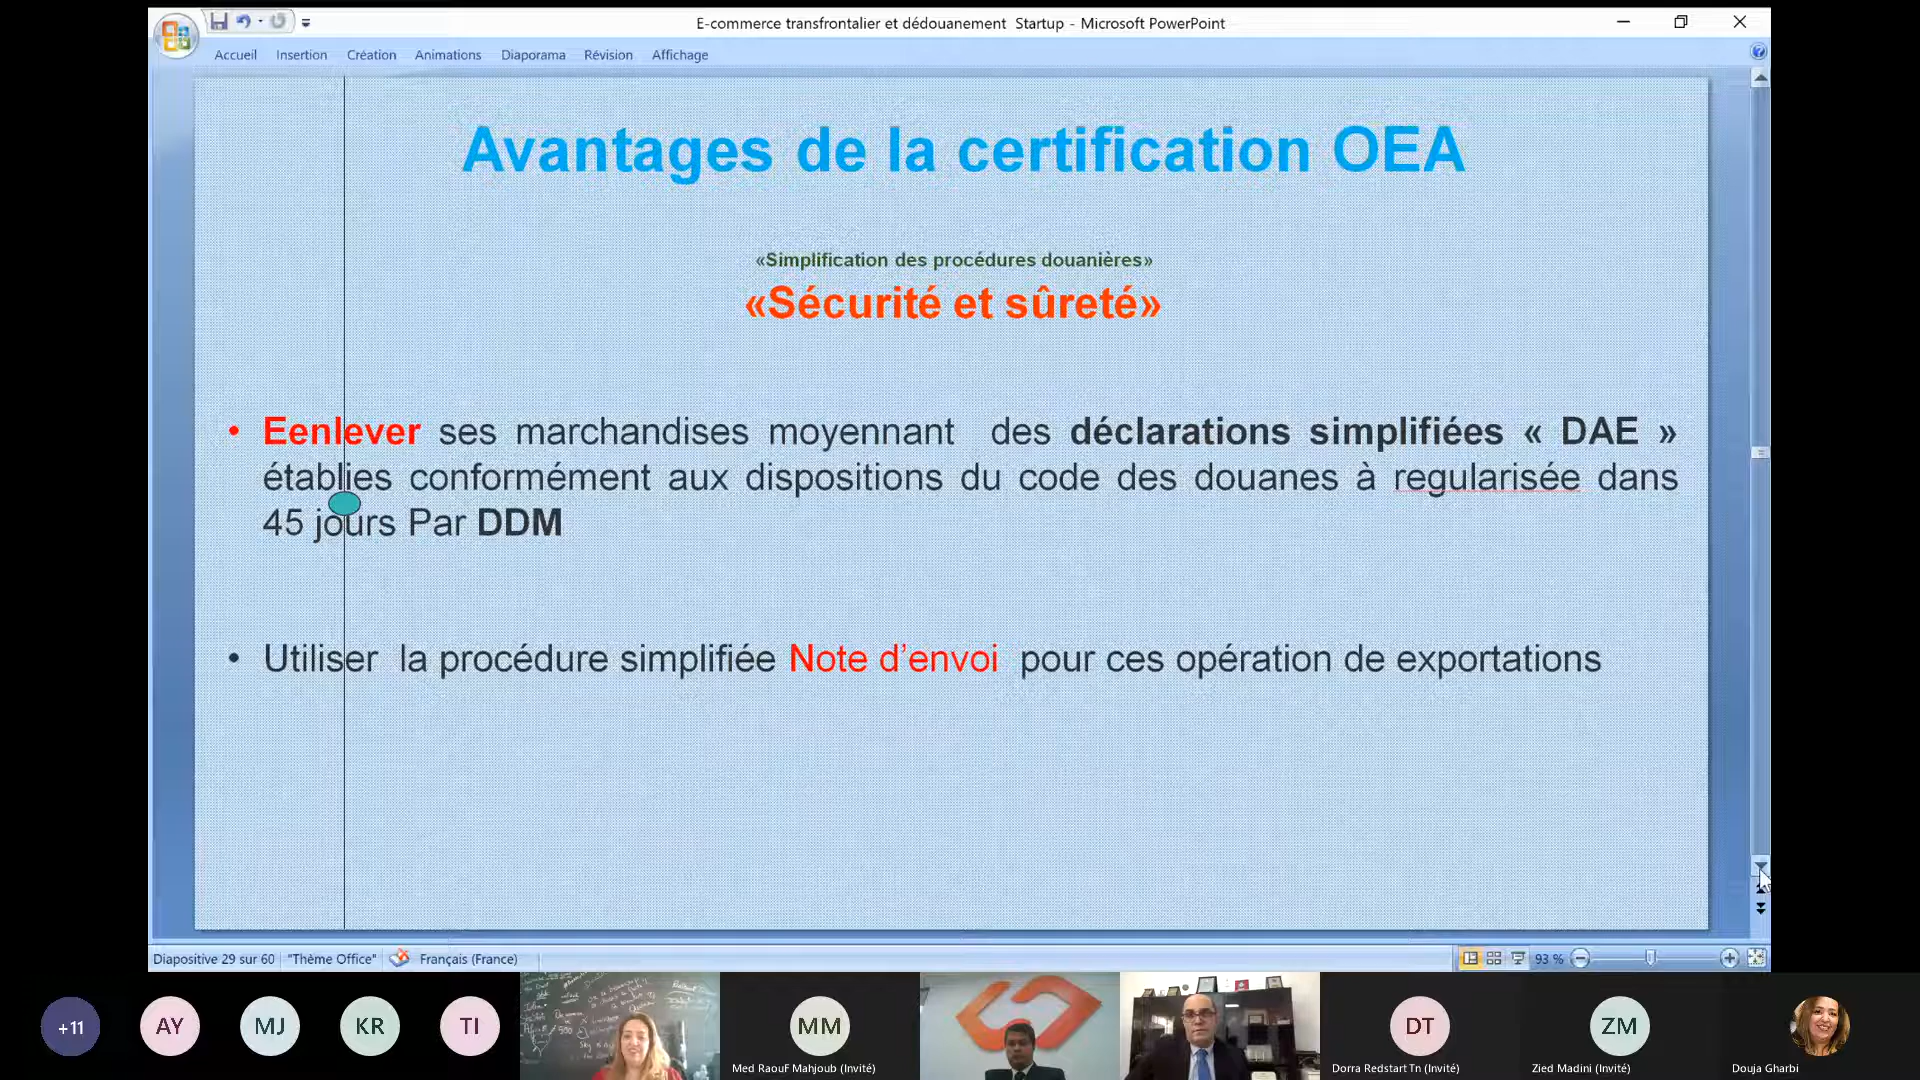 E-commerce transfrontalier et dédouanement  Startup - Microsoft PowerPoint
Accueil Insertion Création Animations Diaporama Révision Affichage
Avantages de la certification OEA
«Simplification des procédures douanières»
«Sécurité et sûreté»
• Eenlever ses marchandises moyennant des déclarations simplifiées « DAE »
établies conformément aux dispositions du code des douanes à regularisée dans
45 jours Par DDM
• Utiliser la procédure simplifiée Note d’envoi pour ces opération de exportations
Diapositive 29 sur 60 "Thème Office" Français (France) 93 %
+11 AY MJ KR TI MM DT ZM
Med RaouF Mahjoub (Invité) Dorra Redstart Tn (Invité) Zied Madini (Invité) Douja Gharbi